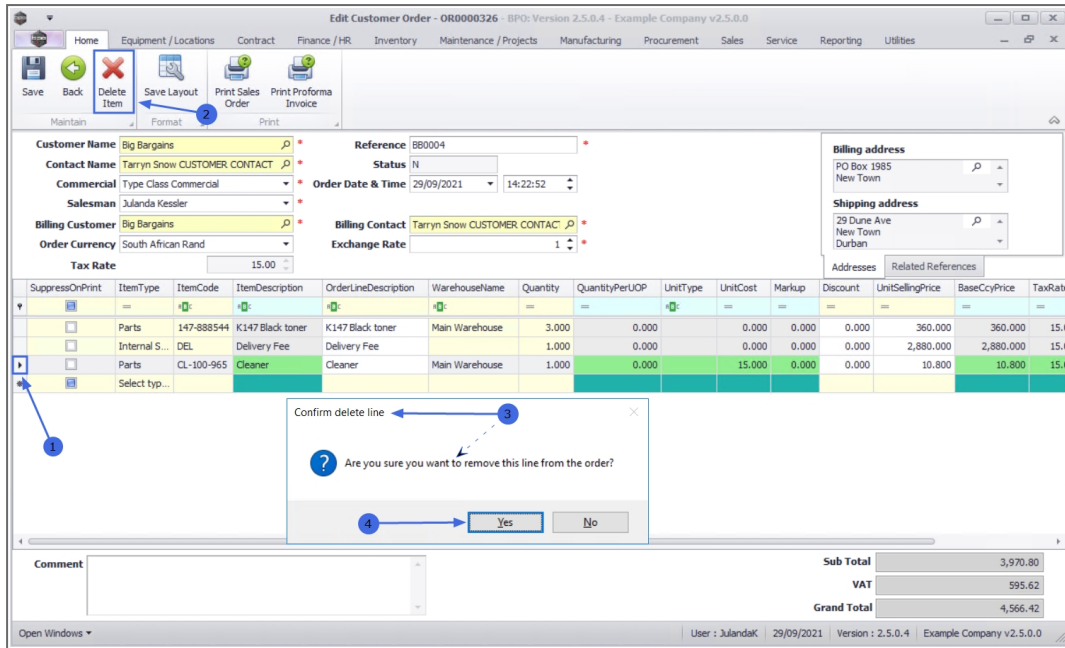 Edit Customer Order - OR0000326 - BPO: Version 2.5.0.4 - Example Company v2.5.0.0
Home Equipment / Locations Contract Finance / HR Inventory Maintenance / Projects Manufacturing Procurement Sales Service Reporting Utilities
Save Back Delete Item Save Layout Print Sales Order Print Proforma Invoice
2
Maintain Format Print
Customer Name Big Bargains * Reference BB0004 *
Contact Name Tarryn Snow CUSTOMER CONTACT * Status N
Commercial Type Class Commercial * Order Date & Time 29/09/2021 14:22:52
Salesman Julanda Kessler *
Billing Customer Big Bargains * Billing Contact Tarryn Snow CUSTOMER CONTAC *
Order Currency South African Rand Exchange Rate 1 *
Tax Rate 15.00
Billing address
PO Box 1985
New Town
Shipping address
29 Dune Ave
New Town
Durban
Addresses Related References
SuppressOnPrint ItemType ItemCode ItemDescription OrderLineDescription WarehouseName Quantity QuantityPerUOP UnitType UnitCost Markup Discount UnitSellingPrice BaseCcyPrice TaxRat
Parts 147-888544 K147 Black toner K147 Black toner Main Warehouse 3.000 0.000 0.000 0.000 0.000 360.000 360.000 15.0
Internal S... DEL Delivery Fee Delivery Fee 1.000 0.000 0.000 0.000 0.000 2,880.000 2,880.000 15.0
Parts CL-100-965 Cleaner Cleaner Main Warehouse 1.000 0.000 15.000 0.000 0.000 10.800 10.800 15.0
Select typ...
1
Confirm delete line 3
Are you sure you want to remove this line from the order?
4 Yes No
Comment
Sub Total 3,970.80
VAT 595.62
Grand Total 4,566.42
Open Windows User : JulandaK 29/09/2021 Version : 2.5.0.4 Example Company v2.5.0.0